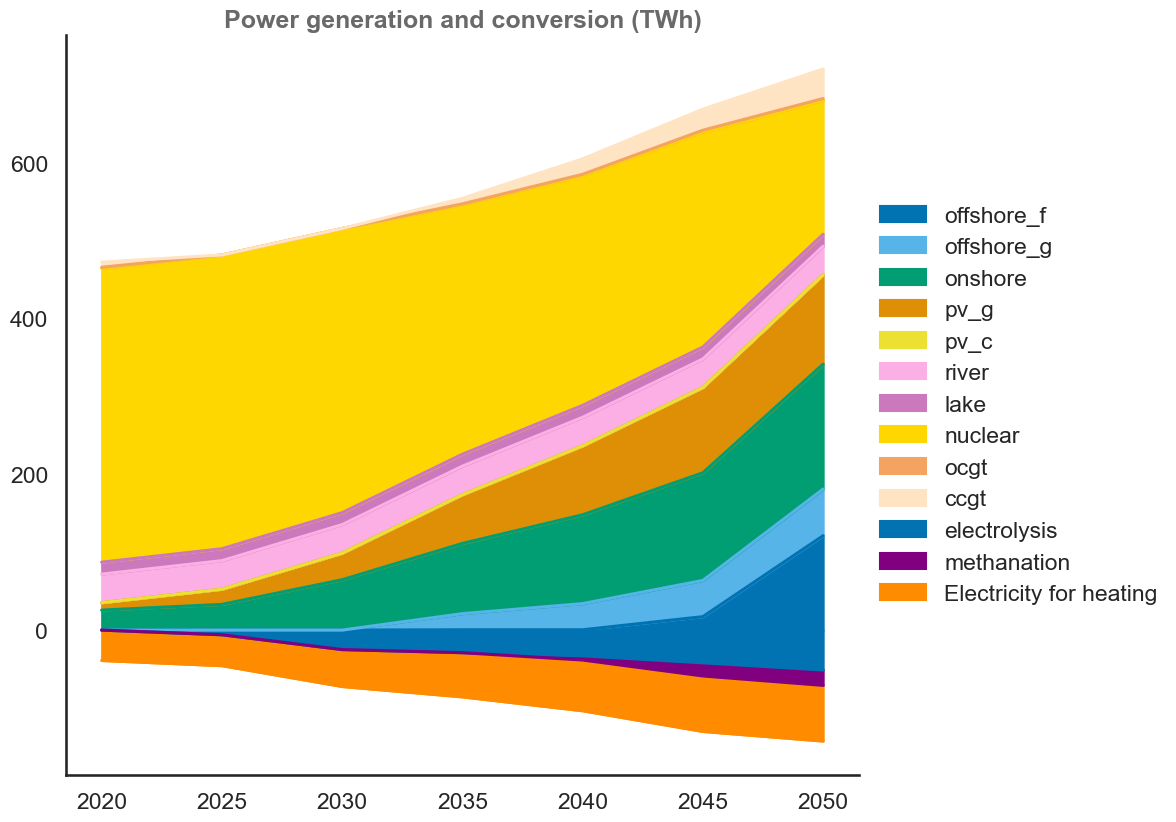 Power generation and conversion (TWh)
600
400
200
0
2020 2025 2030 2035 2040 2045 2050
offshore_f
offshore_g
onshore
pv_g
pv_c
river
lake
nuclear
ocgt
ccgt
electrolysis
methanation
Electricity for heating